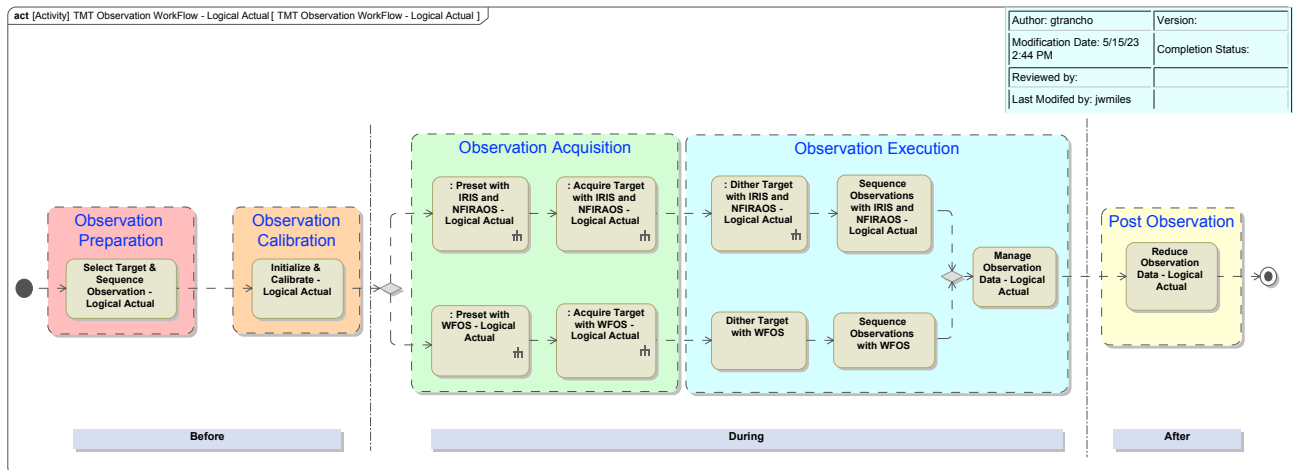 act [Activity] TMT Observation WorkFlow - Logical Actual[ TMT Observation WorkFlow - Logical Actual ]
Author: gtrancho
Version:
Modification Date: 5/15/23
2:44 PM
Completion Status:
Reviewed by:
Last Modifed by: jwmiles
Observation
Preparation
Select Target &
Sequence
Observation -
Logical Actual
Observation
Calibration
Initialize &
Calibrate -
Logical Actual
Observation Acquisition
: Preset with
IRIS and
NFIRAOS -
Logical Actual
: Acquire Target
with IRIS and
NFIRAOS -
Logical Actual
: Preset with
WFOS - Logical
Actual
: Acquire Target
with WFOS -
Logical Actual
Observation Execution
: Dither Target
with IRIS and
NFIRAOS -
Logical Actual
Sequence
Observations
with IRIS and
NFIRAOS -
Logical Actual
Dither Target
with WFOS
Sequence
Observations
with WFOS
Manage
Observation
Data - Logical
Actual
Post Observation
Reduce
Observation
Data - Logical
Actual
Before
During
After